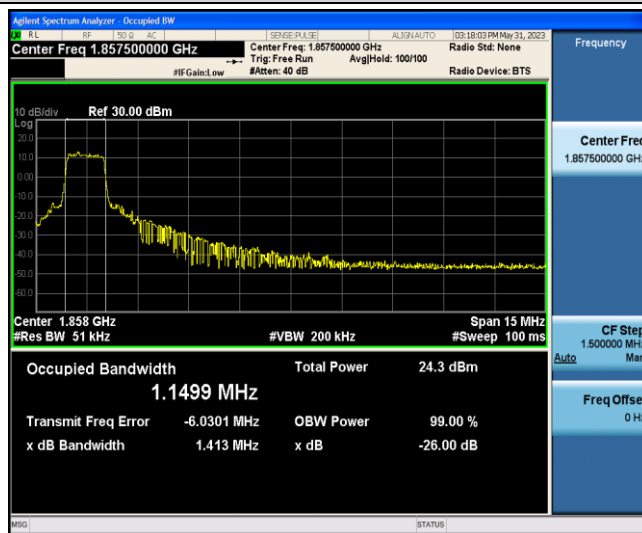 Agilent Spectrum Analyzer - Occupied BW
RL RF 50 Ω AC SENSE:PULSE ALIGN AUTO 03:18:03 PM May 31, 2023
Center Freq 1.857500000 GHz
Center Freq: 1.857500000 GHz
Radio Std: None
Trig: Free Run Avg|Hold: 100/100
#IFGain:Low
#Atten: 40 dB
Radio Device: BTS
Frequency
10 dB/div Ref 30.00 dBm
Log
20.0
10.0
0.00
-10.0
-20.0
-30.0
-40.0
-50.0
-60.0
Center Fre
1.857500000 GH
Center 1.858 GHz Span 15 MHz
#Res BW 51 kHz #VBW 200 kHz #Sweep 100 ms
CF Step
1.500000 MH
Auto Ma
Occupied Bandwidth Total Power 24.3 dBm
1.1499 MHz
Transmit Freq Error -6.0301 MHz OBW Power 99.00 %
x dB Bandwidth 1.413 MHz x dB -26.00 dB
Freq Offse
0 H
MSG STATUS